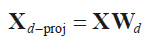 𝐗_{d-proj} = 𝐗𝐖_d